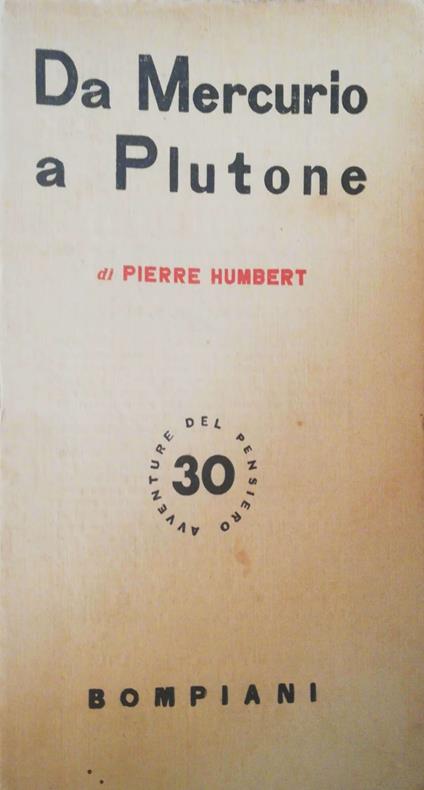 Da Mercurio
a Plutone
di PIERRE HUMBERT
AVVENTURE DEL PENSIERO
30
BOMPIANI